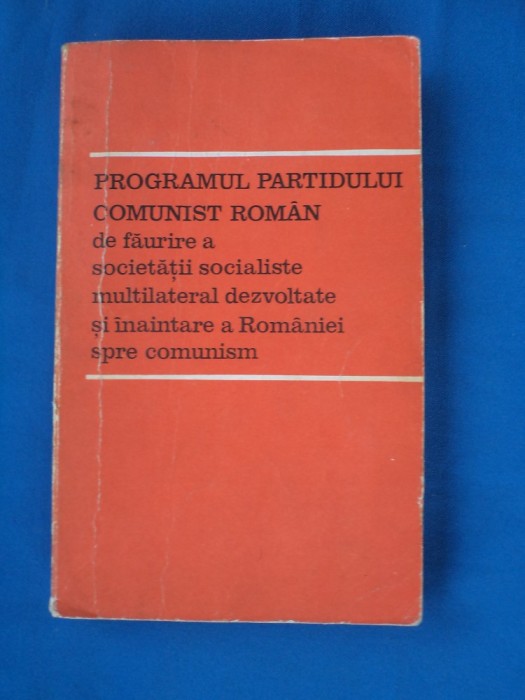 PROGRAMUL PARTIDULUI
COMUNIST ROMÂN
de făurire a
societății socialiste
multilateral dezvoltate
și înaintare a României
spre comunism